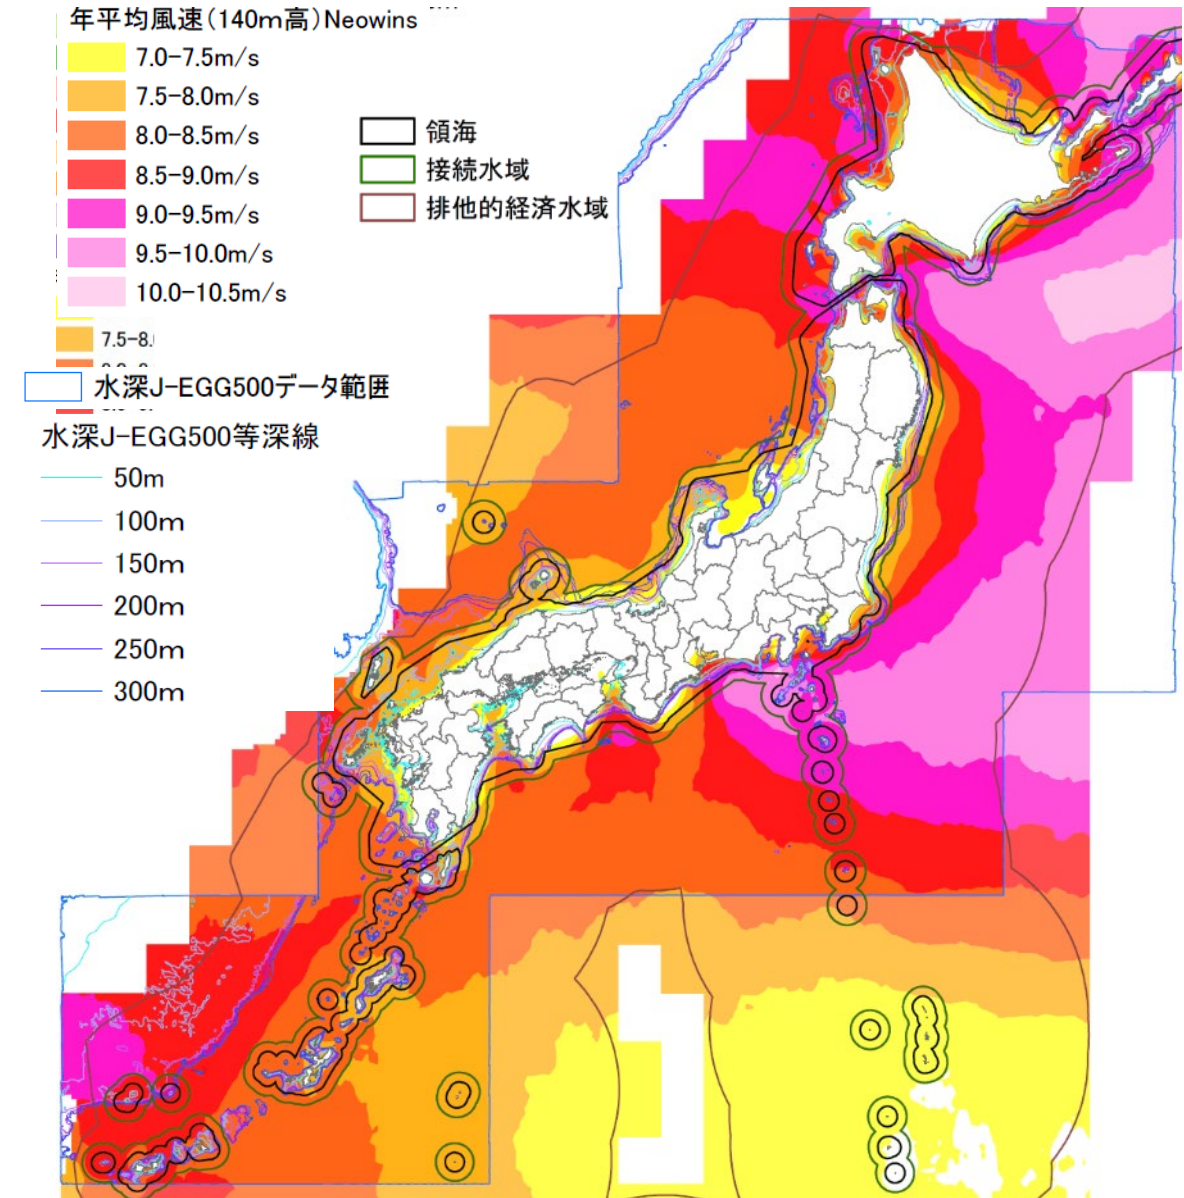 年平均風速（140m高）Neowins
7.0-7.5m/s
7.5-8.0m/s
8.0-8.5m/s
8.5-9.0m/s
9.0-9.5m/s
9.5-10.0m/s
10.0-10.5m/s
領海
接続水域
排他的経済水域
7.5-8.
水深J-EGG500データ範囲
水深J-EGG500等深線
50m
100m
150m
200m
250m
300m